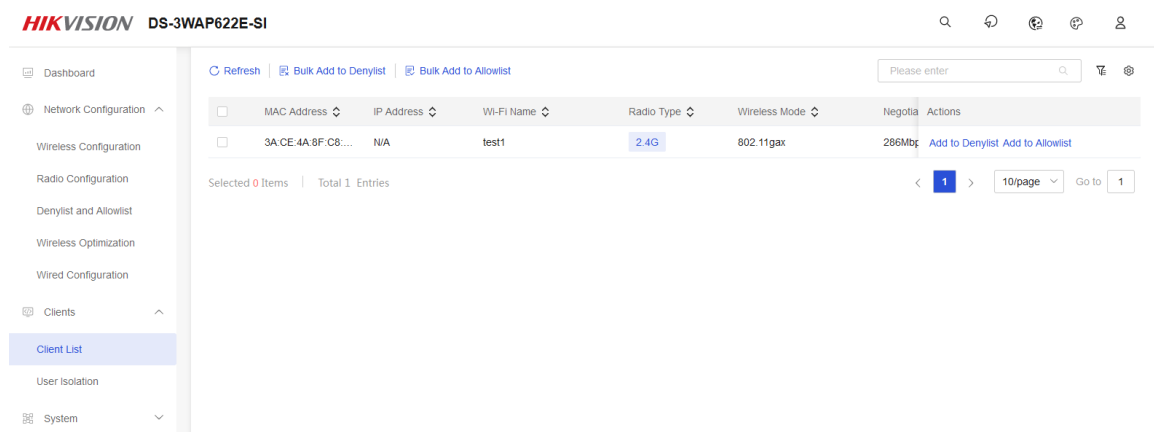 HIKVISION DS-3WAP622E-SI
Dashboard
Network Configuration
Wireless Configuration
Radio Configuration
Denylist and Allowlist
Wireless Optimization
Wired Configuration
Clients
Client List
User Isolation
System
Refresh Bulk Add to Denylist Bulk Add to Allowlist Please enter
MAC Address IP Address Wi-Fi Name Radio Type Wireless Mode Negotia Actions
3A:CE:4A:8F:C8:... N/A test1 2.4G 802.11gax 286Mbp Add to Denylist Add to Allowlist
Selected 0 Items Total 1 Entries < 1 > 10/page Go to 1